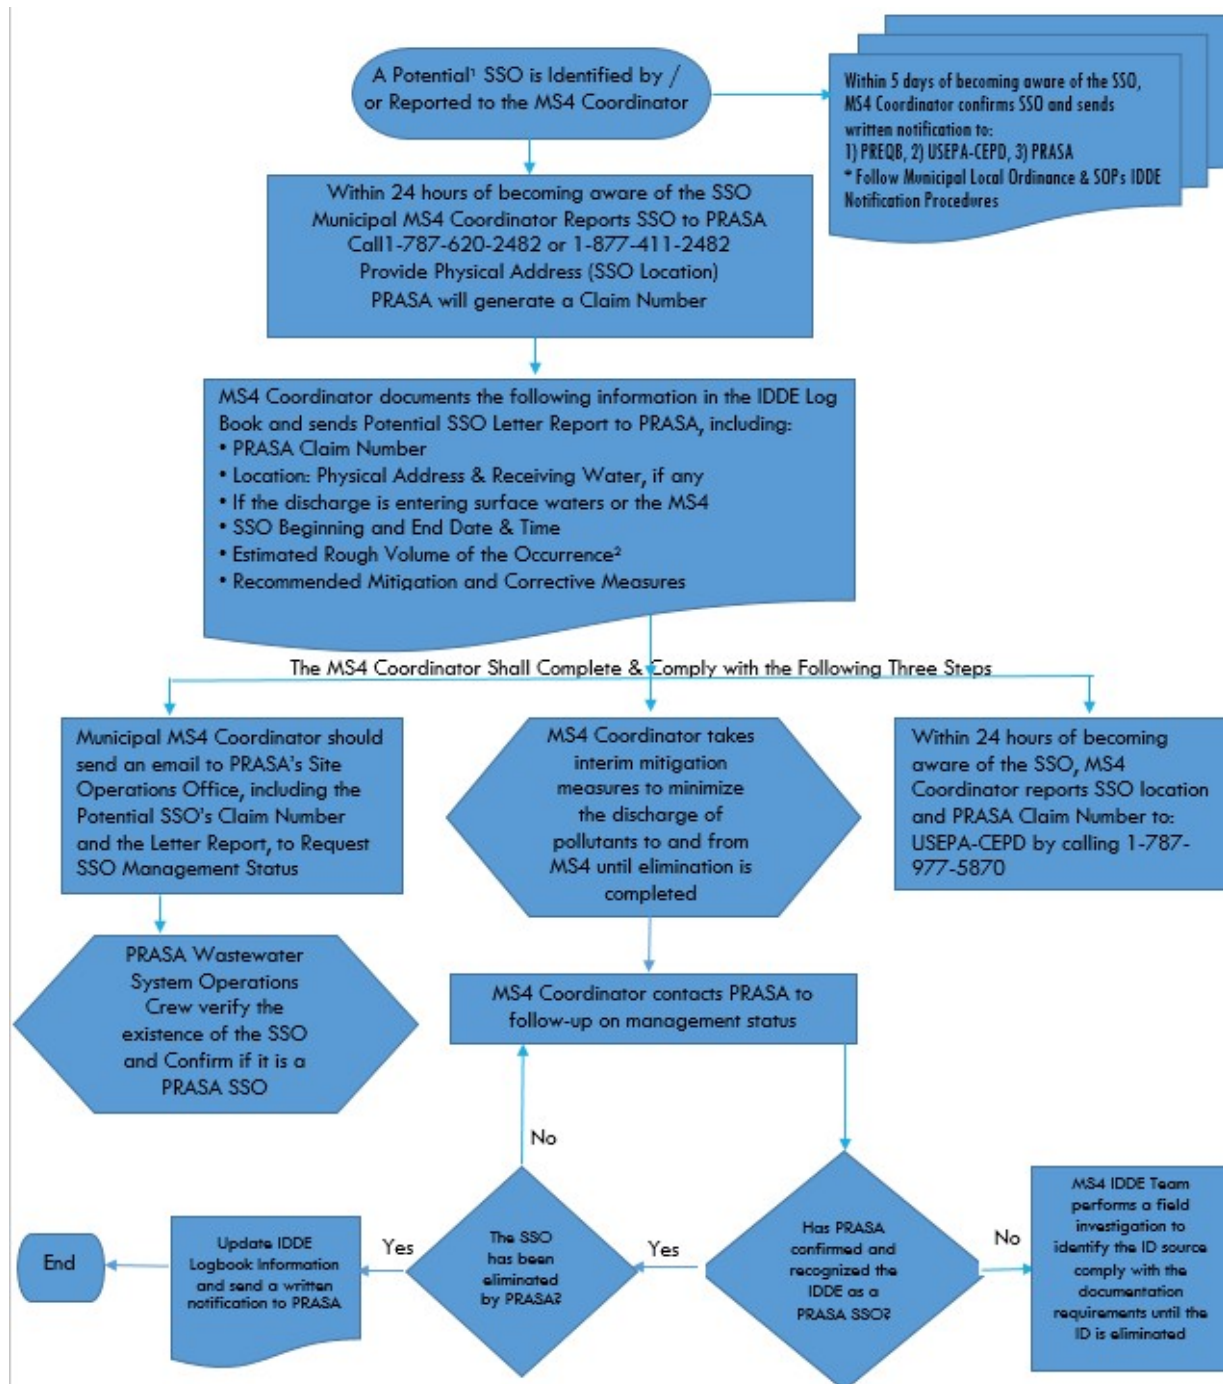 A Potential¹ SSO is Identified by /
or Reported to the MS4 Coordinator
Within 5 days of becoming aware of the SSO,
MS4 Coordinator confirms SSO and sends
written notification to:
1) PREQB, 2) USEPA-CEPD, 3) PRASA
* Follow Municipal Local Ordinance & SOPs IDDE
Notification Procedures
Within 24 hours of becoming aware of the SSO
Municipal MS4 Coordinator Reports SSO to PRASA
Call1-787-620-2482 or 1-877-411-2482
Provide Physical Address (SSO Location)
PRASA will generate a Claim Number
MS4 Coordinator documents the following information in the IDDE Log
Book and sends Potential SSO Letter Report to PRASA, including:
• PRASA Claim Number
• Location: Physical Address & Receiving Water, if any
• If the discharge is entering surface waters or the MS4
• SSO Beginning and End Date & Time
• Estimated Rough Volume of the Occurrence²
• Recommended Mitigation and Corrective Measures
The MS4 Coordinator Shall Complete & Comply with the Following Three Steps
Municipal MS4 Coordinator should
send an email to PRASA's Site
Operations Office, including the
Potential SSO's Claim Number
and the Letter Report, to Request
SSO Management Status
MS4 Coordinator takes
interim mitigation
measures to minimize
the discharge of
pollutants to and from
MS4 until elimination is
completed
Within 24 hours of becoming
aware of the SSO, MS4
Coordinator reports SSO location
and PRASA Claim Number to:
USEPA-CEPD by calling 1-787-
977-5870
PRASA Wastewater
System Operations
Crew verify the
existence of the SSO
and Confirm if it is a
PRASA SSO
MS4 Coordinator contacts PRASA to
follow-up on management status
No
End
Update IDDE
Logbook Information
and send a written
notification to PRASA
Yes
The SSO
has been
eliminated
by PRASA?
Yes
Has PRASA
confirmed and
recognized the
IDDE as a
PRASA SSO?
No
MS4 IDDE Team
performs a field
investigation to
identify the ID source
comply with the
documentation
requirements until the
ID is eliminated